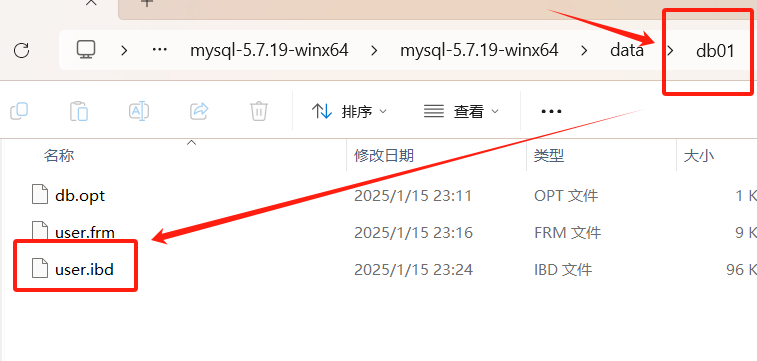 mysql-5.7.19-winx64 > mysql-5.7.19-winx64 > data > db01
排序 查看
名称 修改日期 类型 大小
db.opt 2025/1/15 23:11 OPT 文件 1 K
user.frm 2025/1/15 23:16 FRM 文件 9 K
user.ibd 2025/1/15 23:24 IBD 文件 96 K